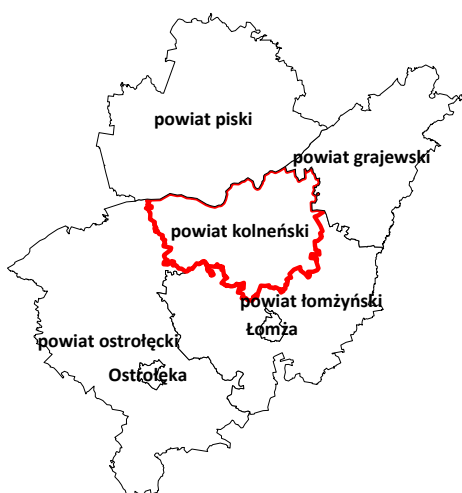 powiat piski
powiat grajewski
powiat kolneński
powiat łomżyński
Łomża
powiat ostrołęcki
Ostrołęka